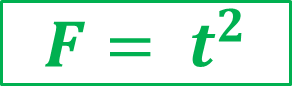 F = t²